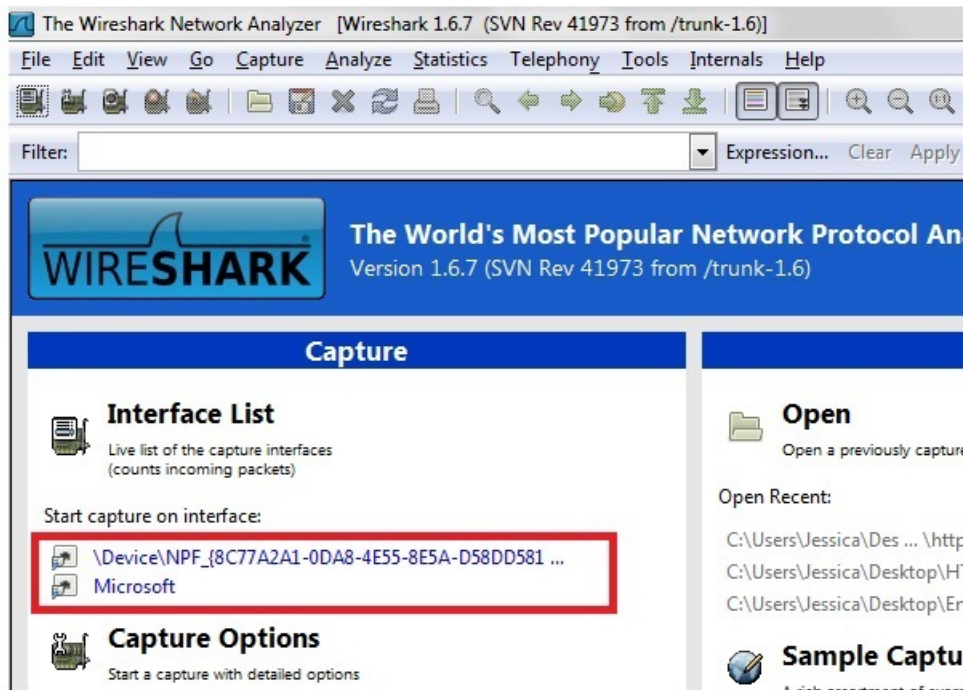 The Wireshark Network Analyzer [Wireshark 1.6.7 (SVN Rev 41973 from /trunk-1.6)]
File Edit View Go Capture Analyze Statistics Telephony Tools Internals Help
Filter: Expression... Clear Apply
WIRESHARK
The World's Most Popular Network Protocol An
Version 1.6.7 (SVN Rev 41973 from /trunk-1.6)
Capture
Interface List
Live list of the capture interfaces
(counts incoming packets)
Start capture on interface:
\Device\NPF_{8C77A2A1-0DA8-4E55-8E5A-D58DD581 ...
Microsoft
Capture Options
Start a capture with detailed options
Open
Open a previously capture
Open Recent:
C:\Users\Jessica\Des ... \http
C:\Users\Jessica\Desktop\HT
C:\Users\Jessica\Desktop\En
Sample Captu